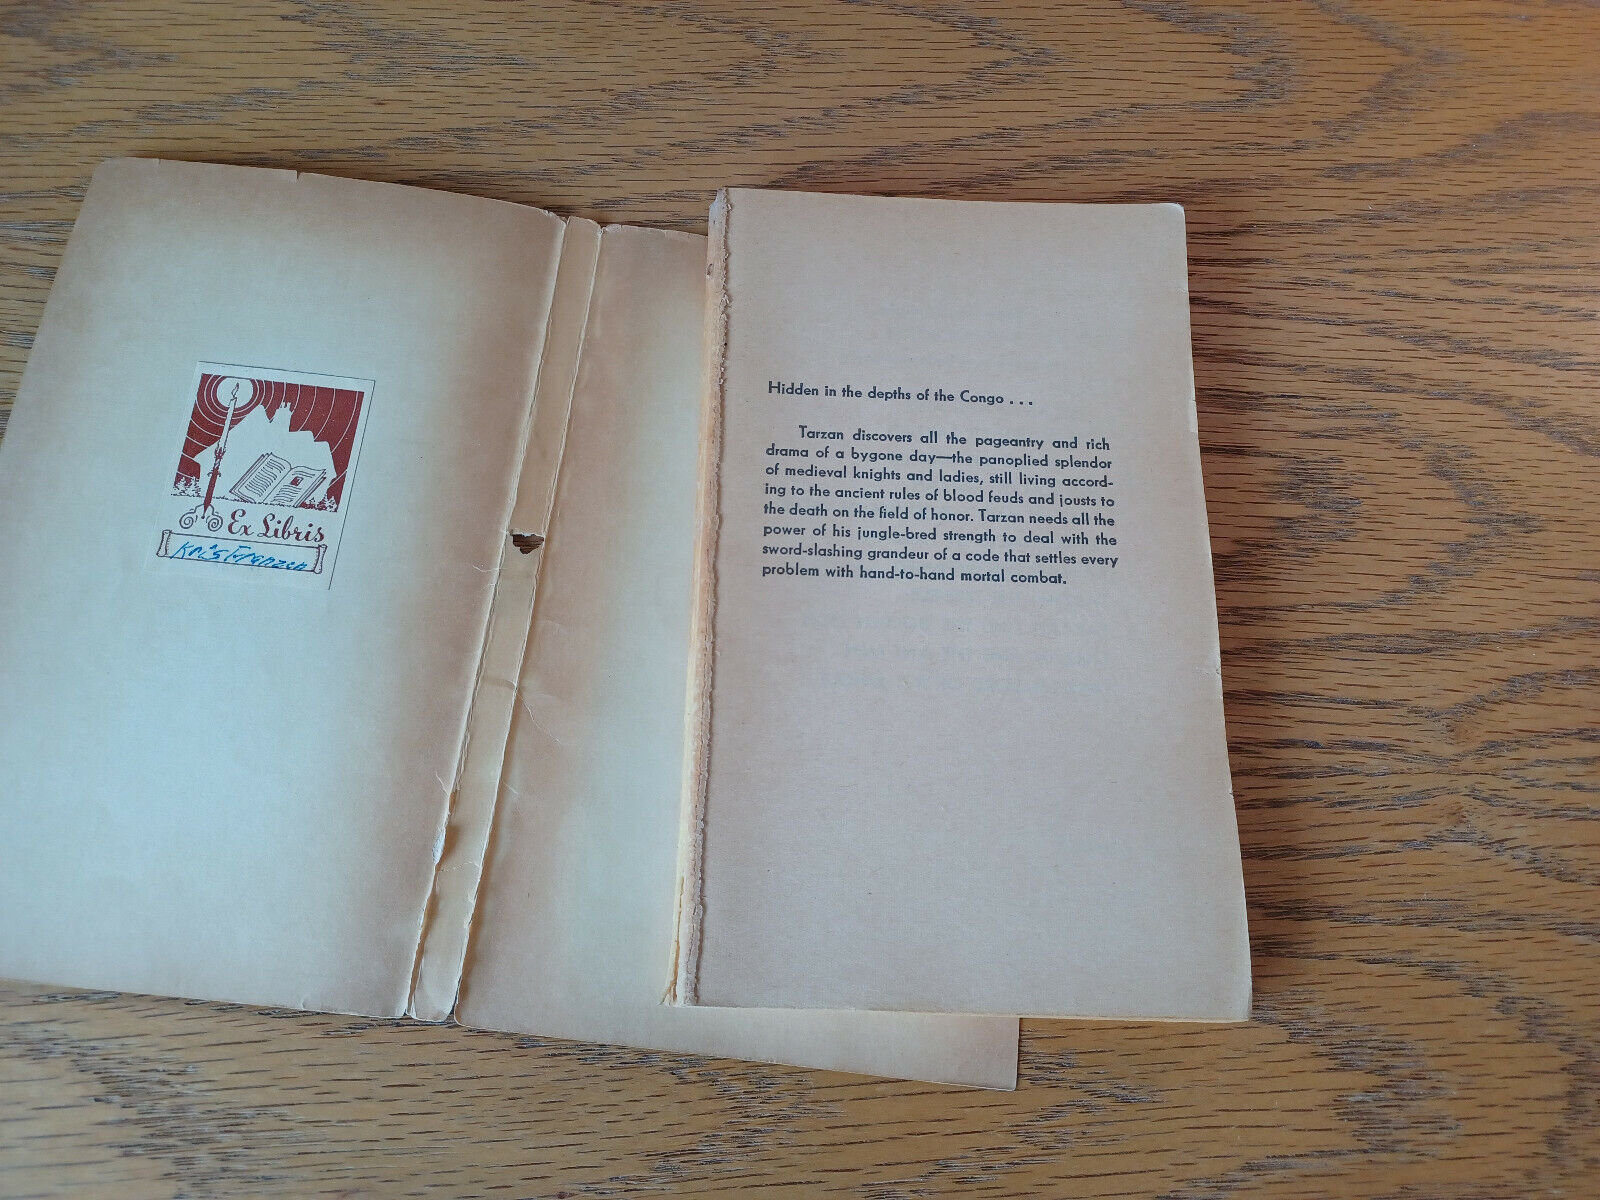 Ex Libris
Kris Franzen
Hidden in the depths of the Congo . . .
Tarzan discovers all the pageantry and rich
drama of a bygone day—the panoplied splendor
of medieval knights and ladies, still living accord-
ing to the ancient rules of blood feuds and jousts to
the death on the field of honor. Tarzan needs all the
power of his jungle-bred strength to deal with the
sword-slashing grandeur of a code that settles every
problem with hand-to-hand mortal combat.